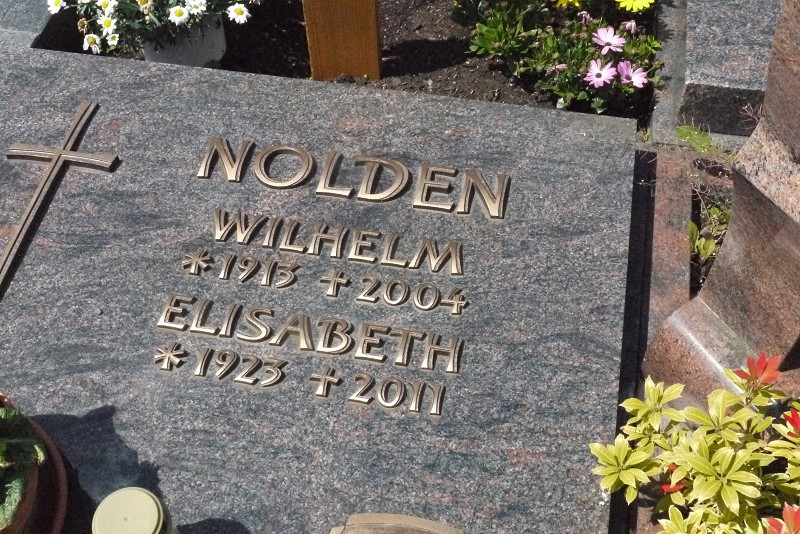 NOLDEN
WILHELM
* 1913 + 2004
ELISABETH
* 1923 + 2011